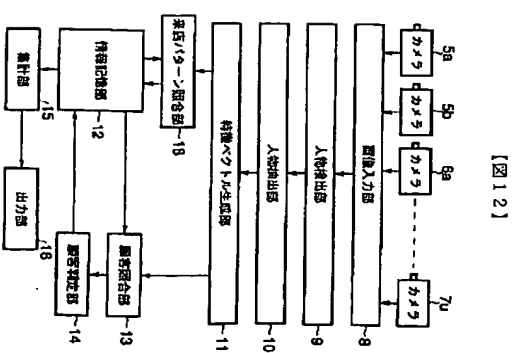 【図12】
5a
カメラ
5b
カメラ
6a
カメラ
7u
カメラ
画像入力部
8
人物検出部
9
人物検出部
10
特徴ベクトル生成部
11
来店パターン照合部
18
情報記憶部
12
顧客照合部
13
顧客判定部
14
集計部
15
出力部
16